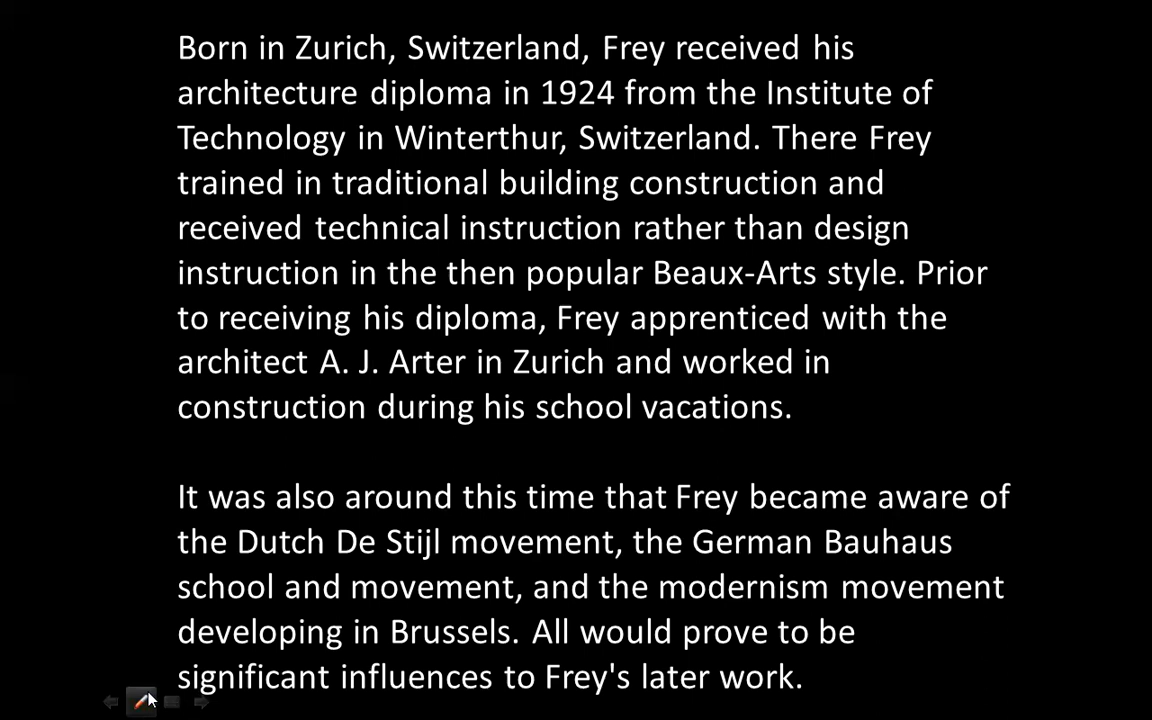 Born in Zurich, Switzerland, Frey received his
architecture diploma in 1924 from the Institute of
Technology in Winterthur, Switzerland. There Frey
trained in traditional building construction and
received technical instruction rather than design
instruction in the then popular Beaux-Arts style. Prior
to receiving his diploma, Frey apprenticed with the
architect A. J. Arter in Zurich and worked in
construction during his school vacations.
It was also around this time that Frey became aware of
the Dutch De Stijl movement, the German Bauhaus
school and movement, and the modernism movement
developing in Brussels. All would prove to be
significant influences to Frey's later work.